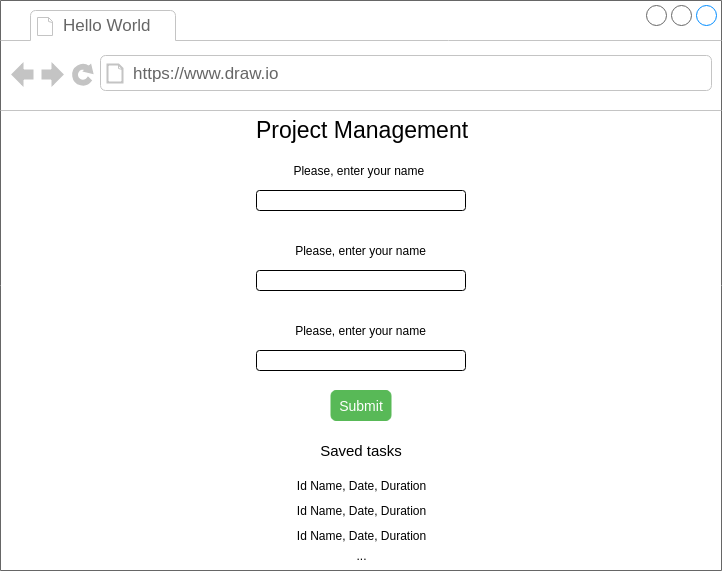 Hello World
https://www.draw.io
Project Management
Please, enter your name
Please, enter your name
Please, enter your name
Submit
Saved tasks
Id Name, Date, Duration
Id Name, Date, Duration
Id Name, Date, Duration
...